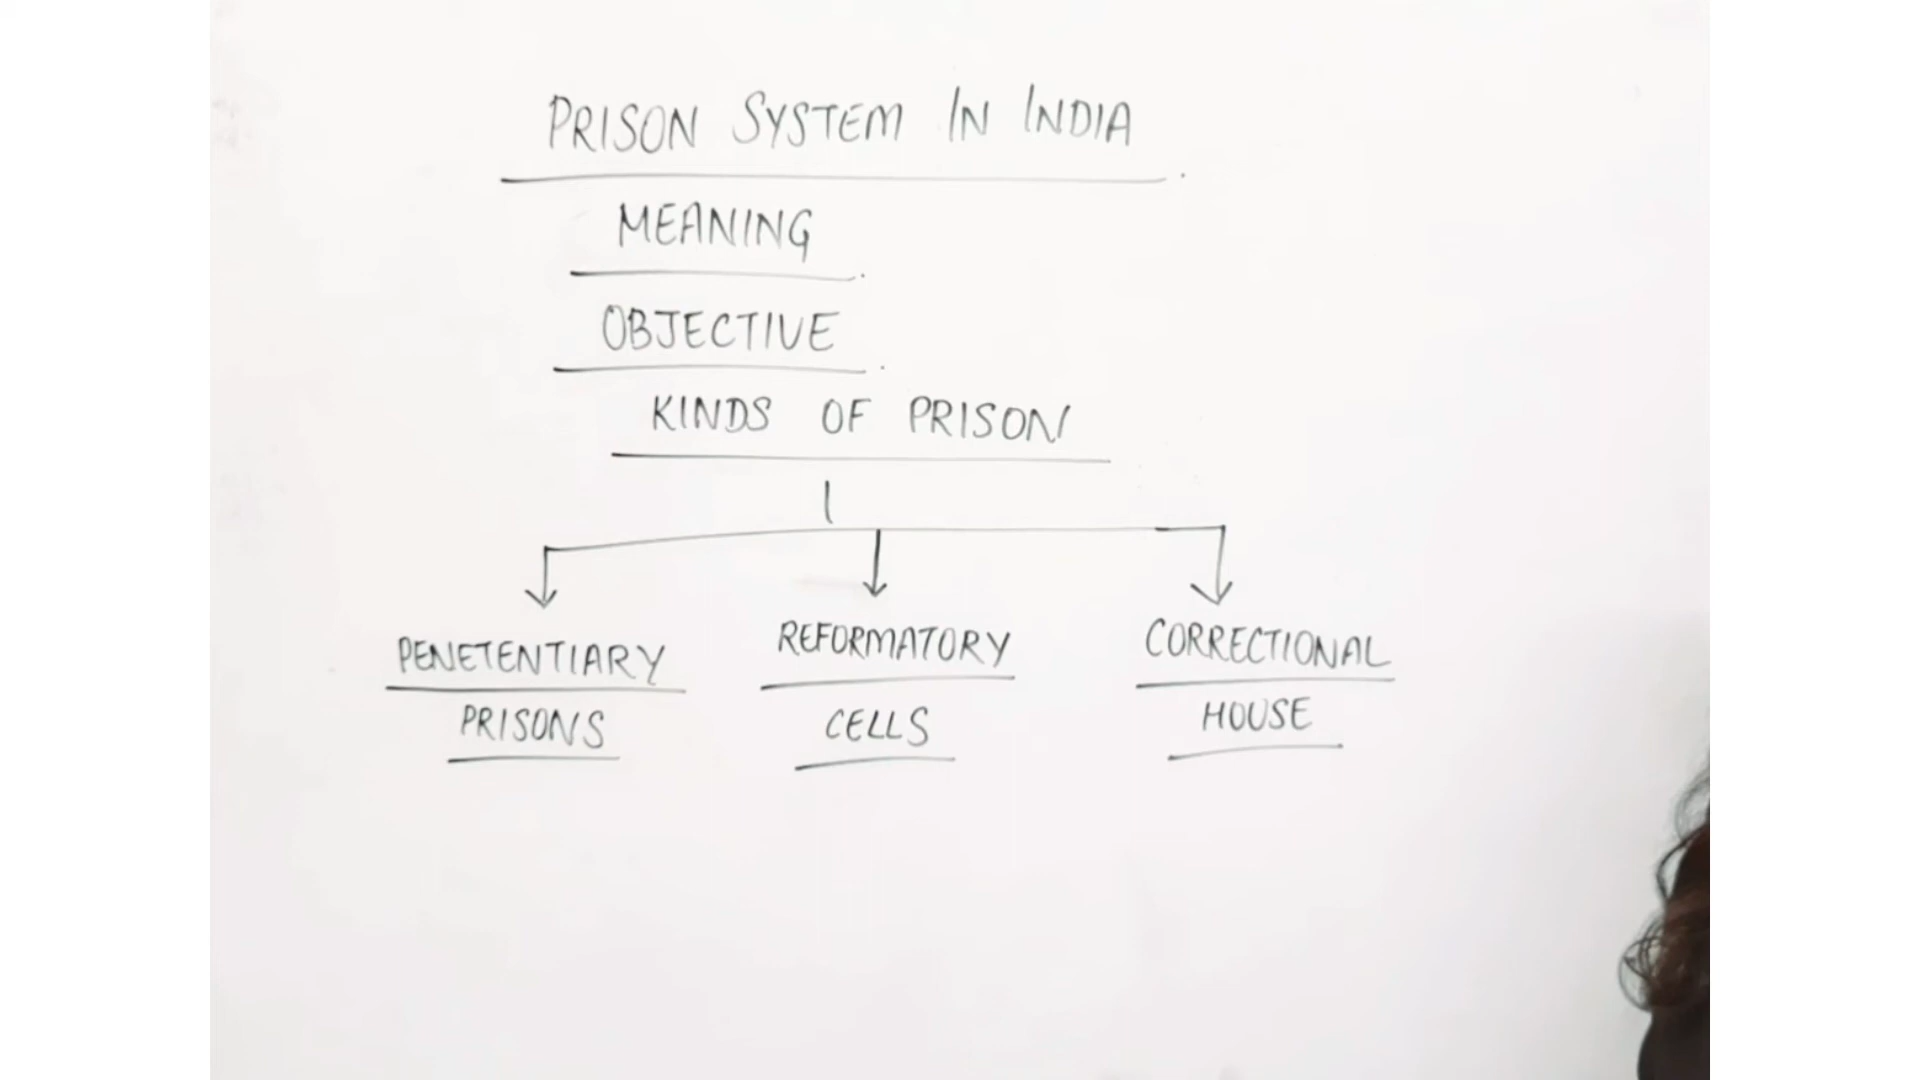 PRISON SYSTEM IN INDIA
MEANING
OBJECTIVE
KINDS OF PRISON
PENETENTIARY
PRISONS
REFORMATORY
CELLS
CORRECTIONAL
HOUSE